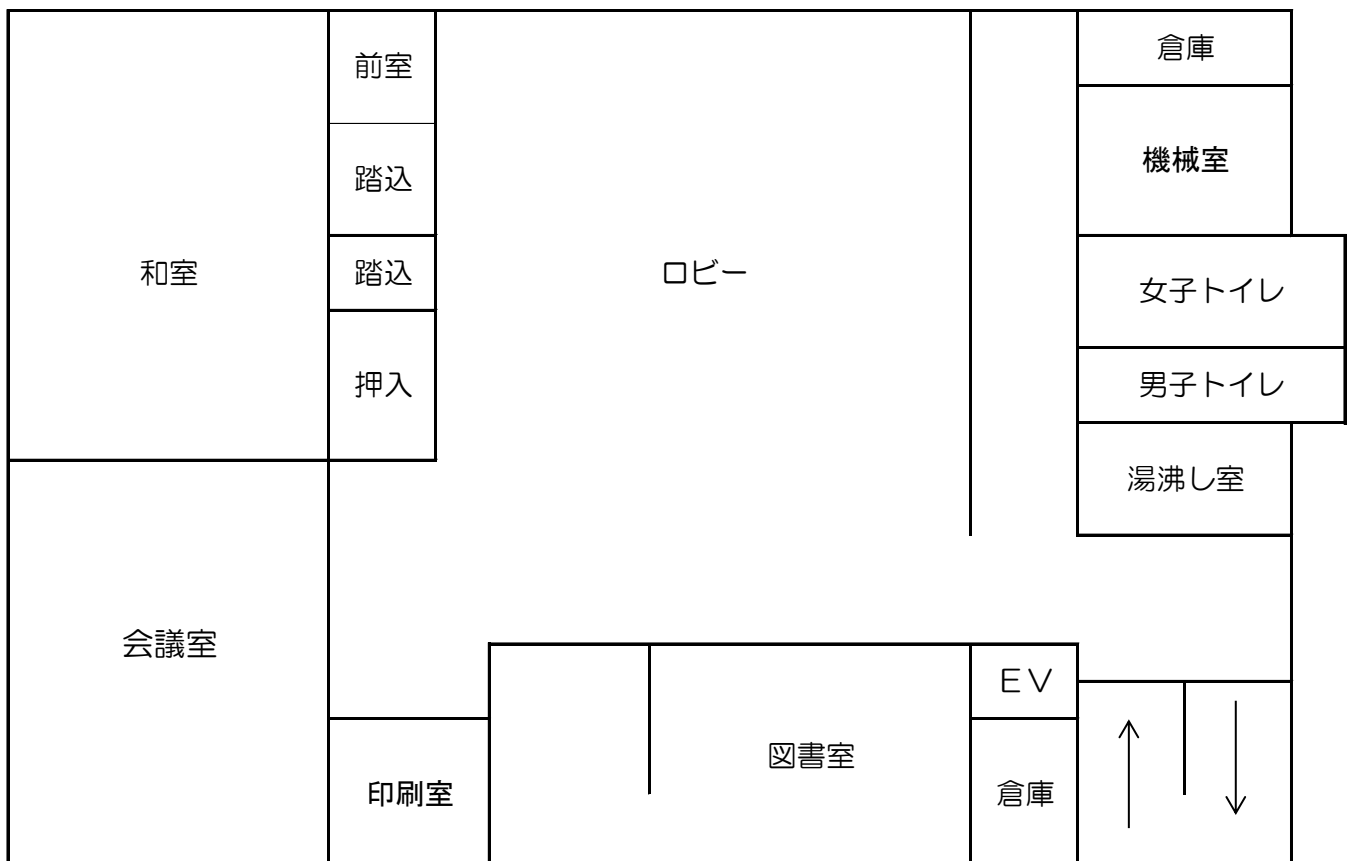 前室
倉庫
機械室
踏込
和室
踏込
ロビー
女子トイレ
押入
男子トイレ
湯沸し室
会議室
EV
図書室
印刷室
倉庫